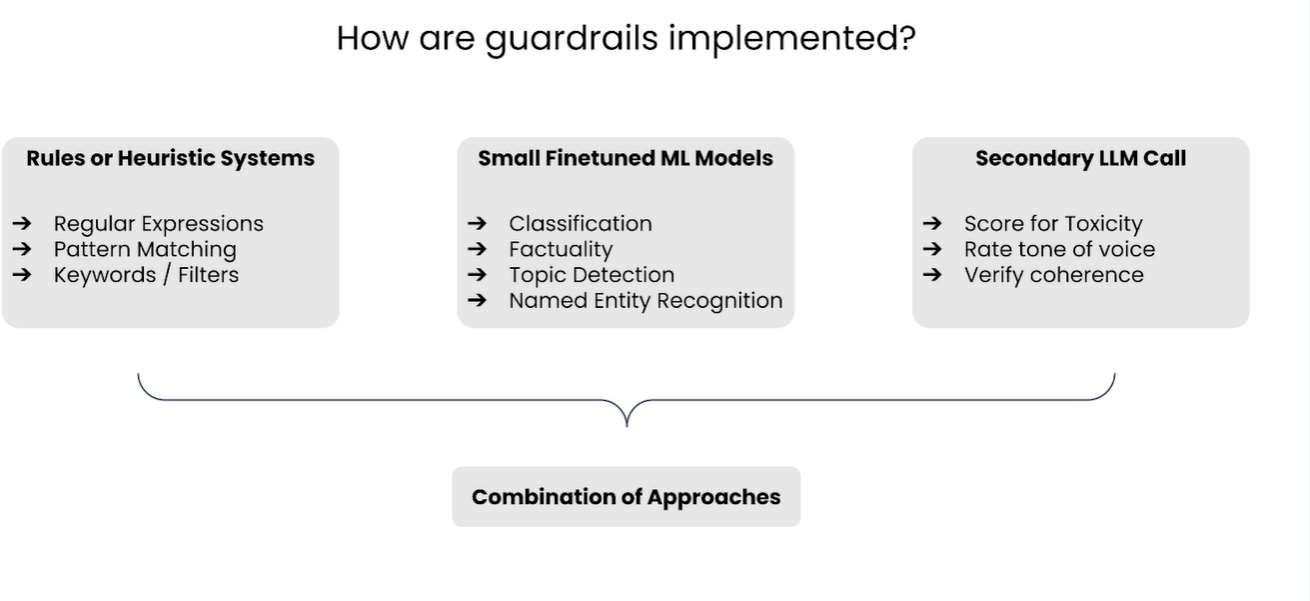 How are guardrails implemented?
Rules or Heuristic Systems
➔ Regular Expressions
➔ Pattern Matching
➔ Keywords / Filters
Small Finetuned ML Models
➔ Classification
➔ Factuality
➔ Topic Detection
➔ Named Entity Recognition
Secondary LLM Call
➔ Score for Toxicity
➔ Rate tone of voice
➔ Verify coherence
Combination of Approaches